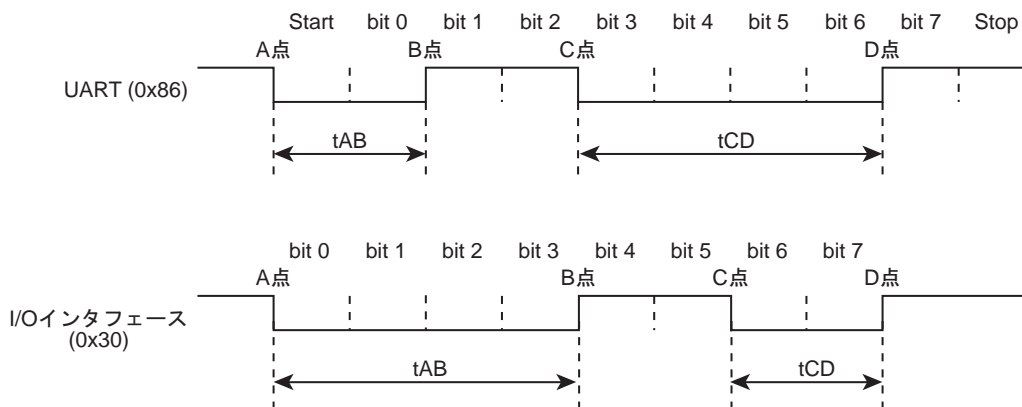 Start bit 0 bit 1 bit 2 bit 3 bit 4 bit 5 bit 6 bit 7 Stop
A点 B点 C点 D点
UART (0x86)
tAB tCD
bit 0 bit 1 bit 2 bit 3 bit 4 bit 5 bit 6 bit 7
A点 B点 C点 D点
I/Oインタフェース
(0x30)
tAB tCD